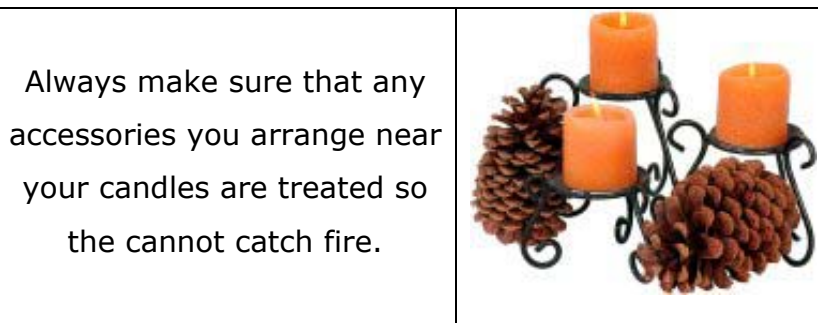 Always make sure that any
accessories you arrange near
your candles are treated so
the cannot catch fire.